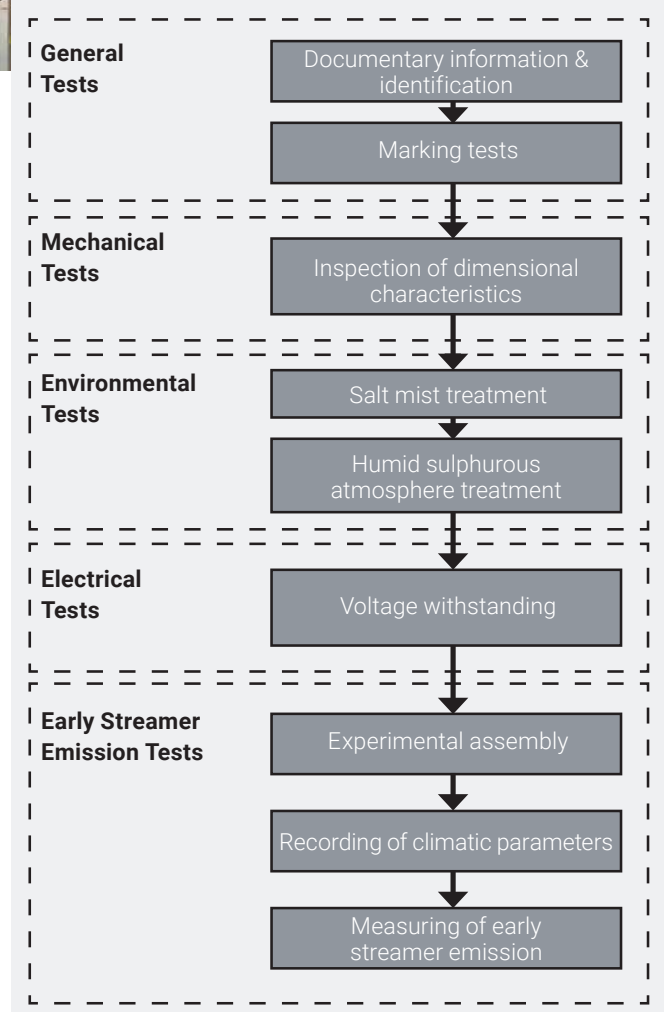 General
Tests
Documentary information &
identification
Marking tests
Mechanical
Tests
Inspection of dimensional
characteristics
Environmental
Tests
Salt mist treatment
Humid sulphurous
atmosphere treatment
Electrical
Tests
Voltage withstanding
Early Streamer
Emission Tests
Experimental assembly
Recording of climatic parameters
Measuring of early
streamer emission